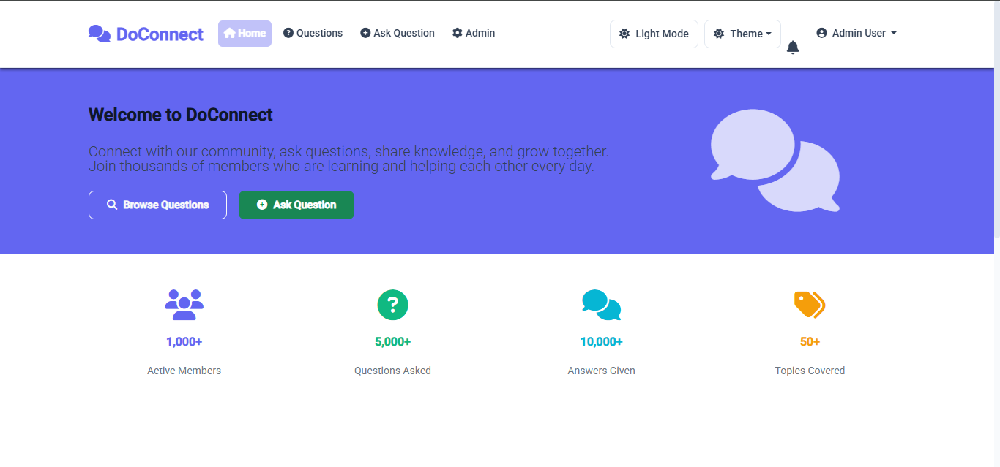 DoConnect
Home
Questions
Ask Question
Admin
Light Mode
Theme
Admin User
Welcome to DoConnect
Connect with our community, ask questions, share knowledge, and grow together.
Join thousands of members who are learning and helping each other every day.
Browse Questions
Ask Question
1,000+
5,000+
10,000+
50+
Active Members
Questions Asked
Answers Given
Topics Covered